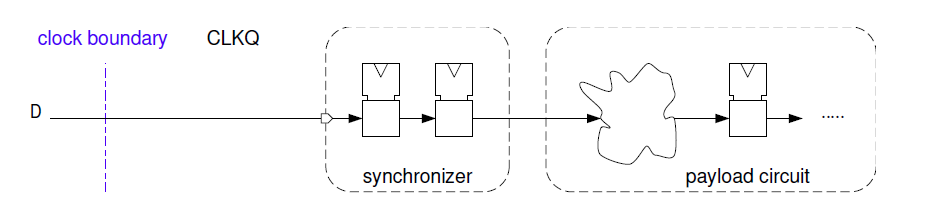 clock boundary
CLKQ
D
.....
synchronizer
payload circuit